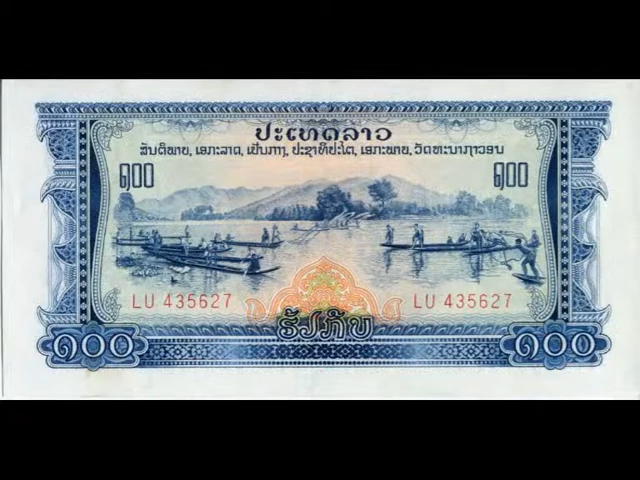 ປະເທດລາວ
ສັນຕິພາບ, ເອກະລາດ, ເປັນກາງ, ປະຊາທິປະໄຕ, ເອກະພາບ, ວັດທະນາຖາວອນ
໑໐໐ ໑໐໐
LU 435627 LU 435627
ຮ້ອຍກີບ
໑໐໐ ໑໐໐